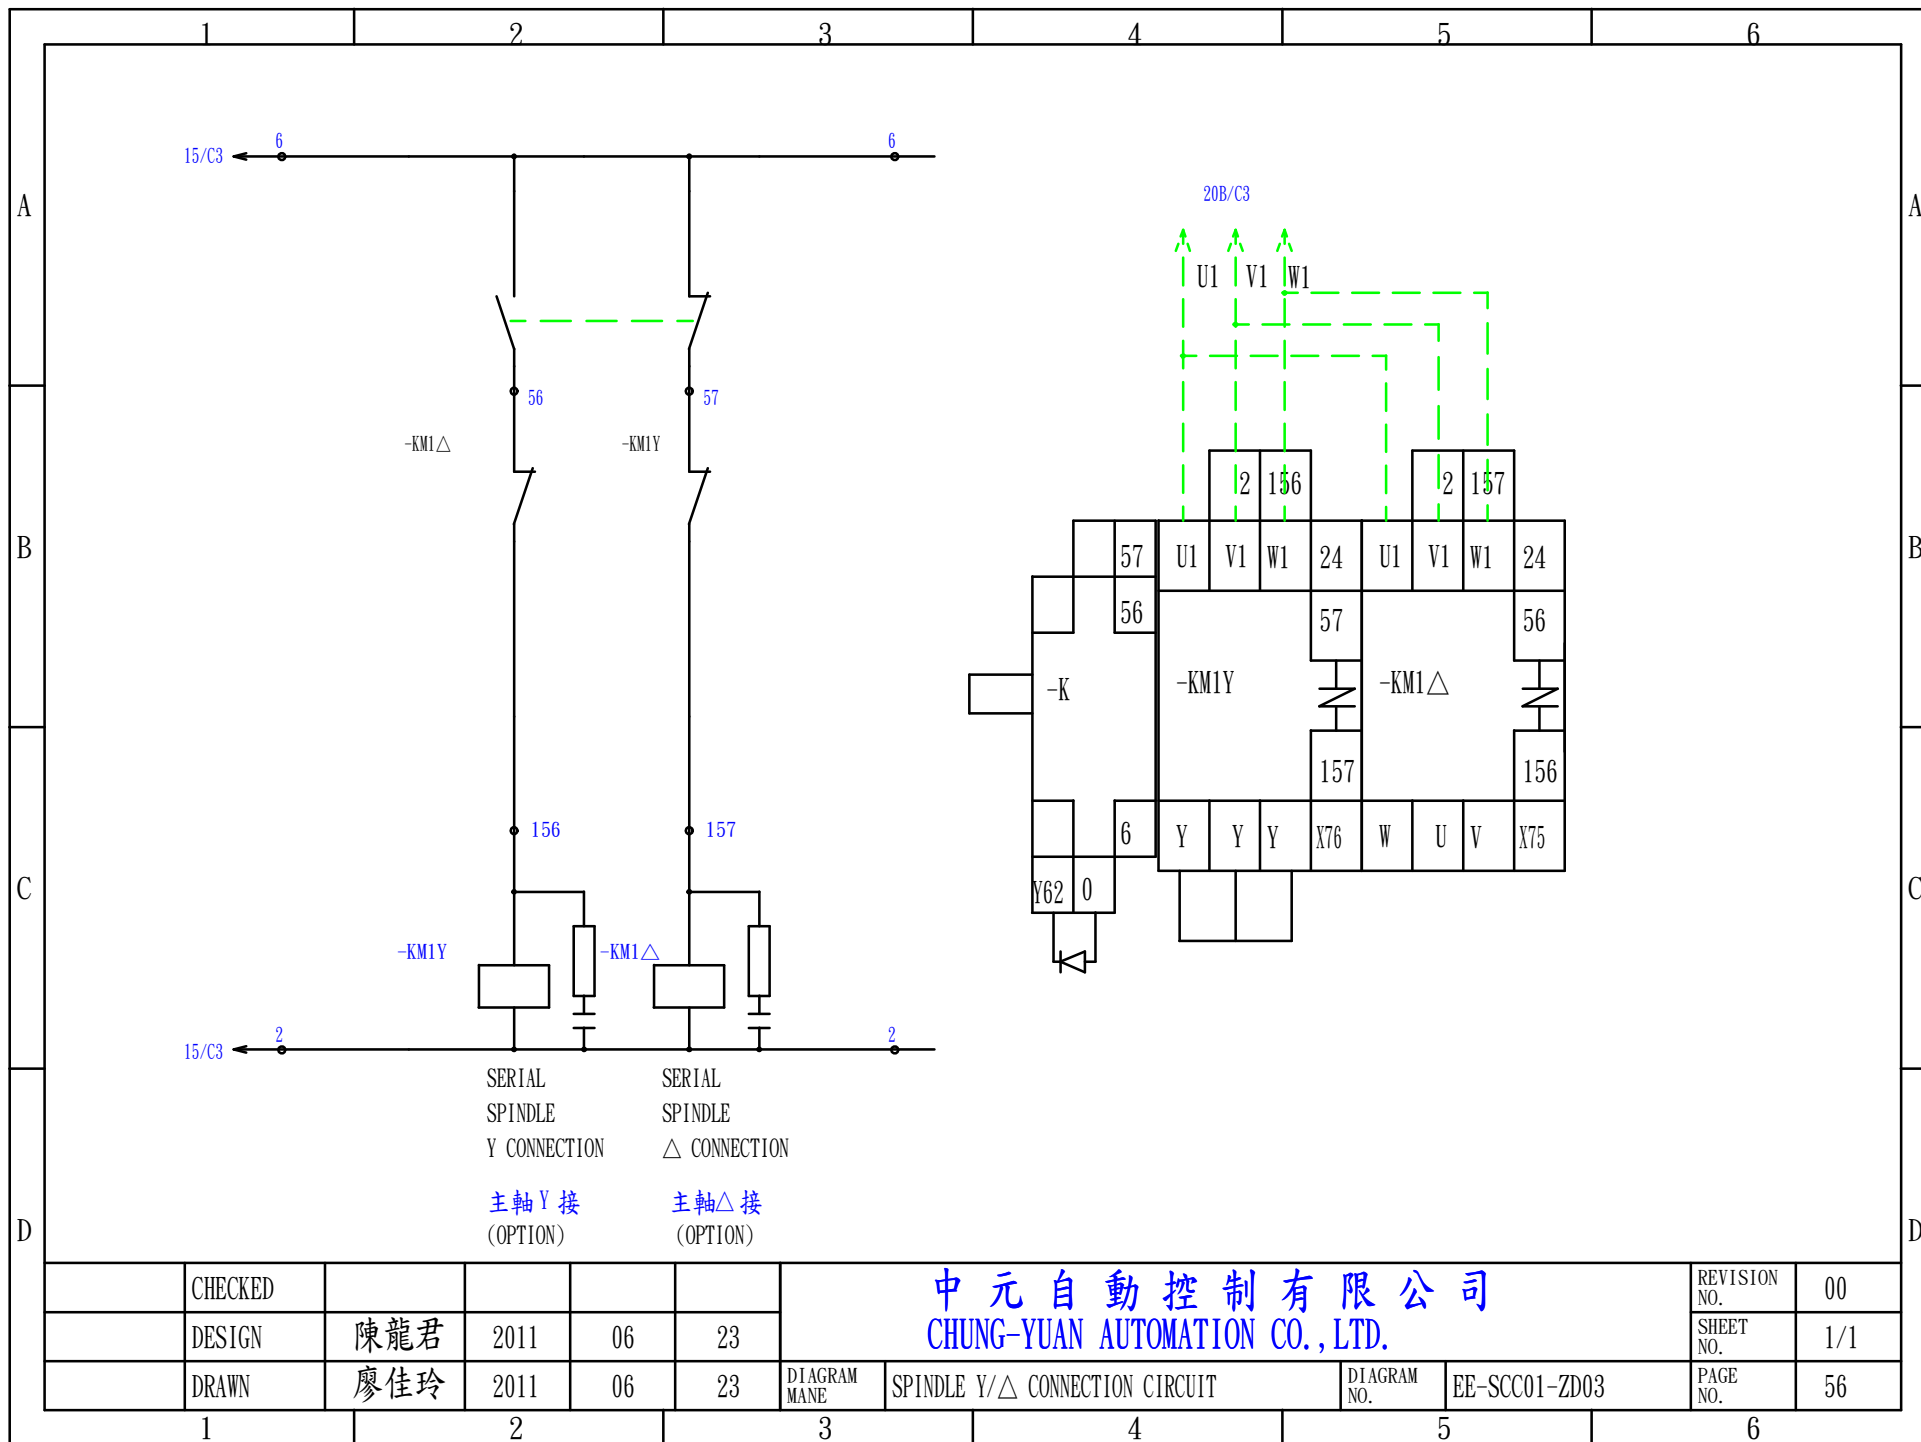 1 2 3 4 5 6
A A
B B
C C
D D
15/C3 6 6
56 57
-KM1△ -KM1Y
156 157
-KM1Y -KM1△
15/C3 2 2
SERIAL
SPINDLE
Y CONNECTION
主軸Y接
(OPTION)
SERIAL
SPINDLE
△ CONNECTION
主軸△接
(OPTION)
20B/C3
U1 V1 W1
2 156 2 157
57 U1 V1 W1 24 U1 V1 W1 24
56 57 56
-K -KM1Y -KM1△
157 156
6 Y Y Y X76 W U V X75
Y62 0
CHECKED
DESIGN 陳龍君 2011 06 23
DRAWN 廖佳玲 2011 06 23
中元自動控制有限公司
CHUNG-YUAN AUTOMATION CO.,LTD.
DIAGRAM
MANE
SPINDLE Y/△ CONNECTION CIRCUIT
DIAGRAM
NO.
EE-SCC01-ZD03
REVISION
NO.
00
SHEET
NO.
1/1
PAGE
NO.
56
1 2 3 4 5 6